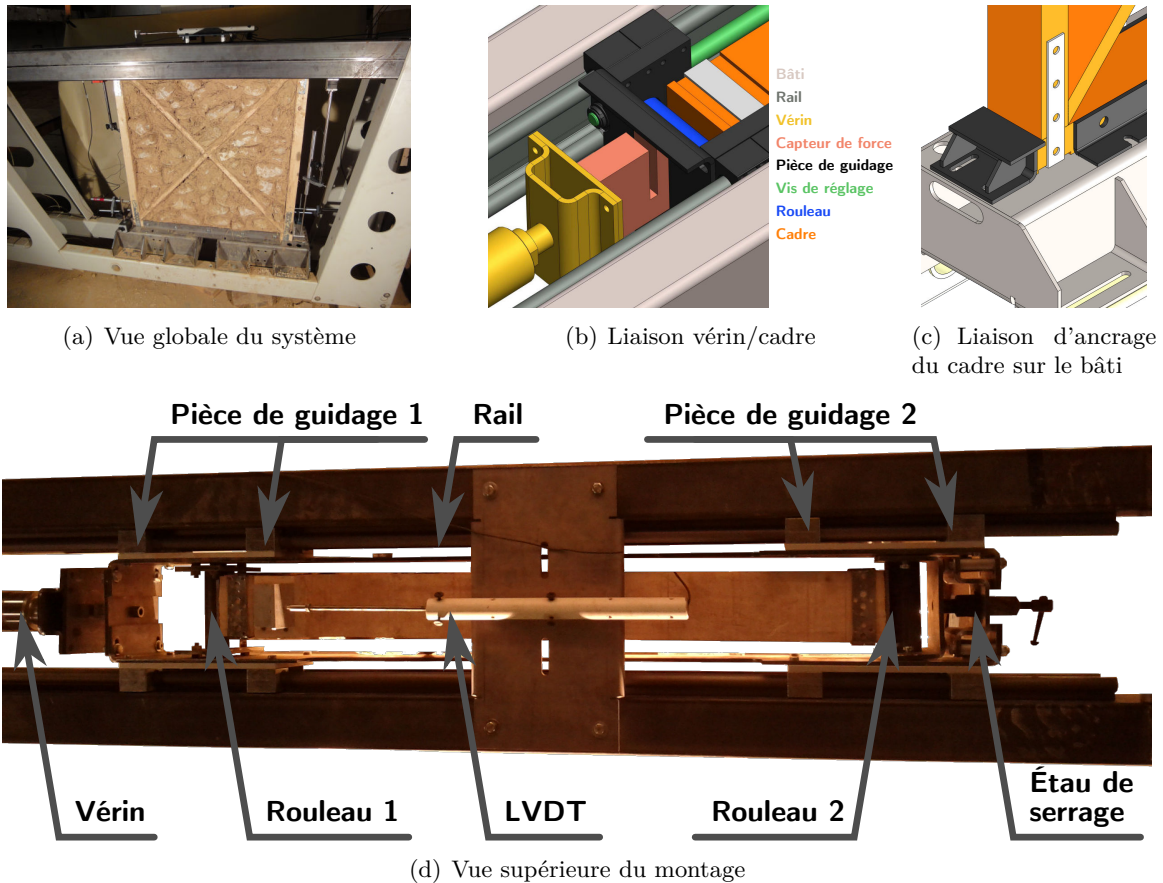 Bâti
Rail
Vérin
Capteur de force
Pièce de guidage
Vis de réglage
Rouleau
Cadre
(a) Vue globale du système
(b) Liaison vérin/cadre
(c) Liaison d'ancrage
du cadre sur le bâti
Pièce de guidage 1
Rail
Pièce de guidage 2
Vérin
Rouleau 1
LVDT
Rouleau 2
Étau de
serrage
(d) Vue supérieure du montage